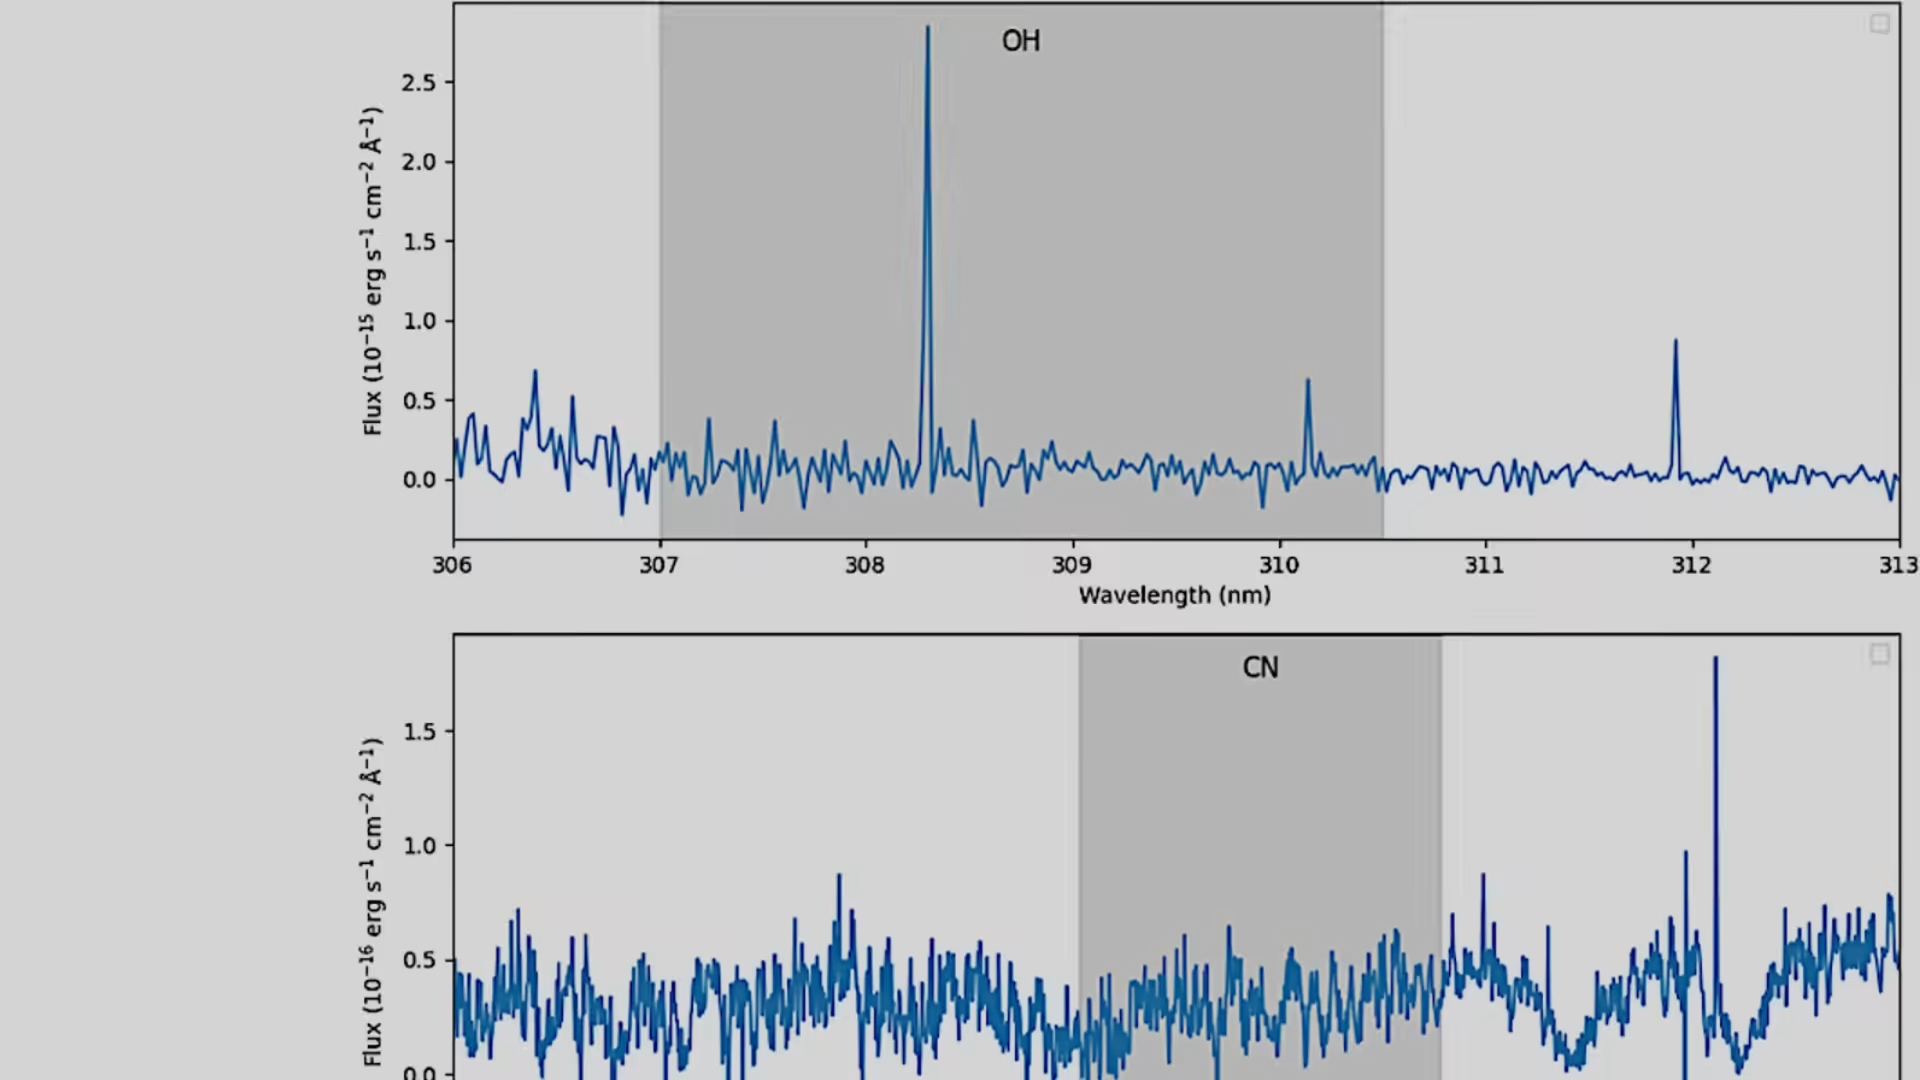 OH
2.5
2.0
1.5
1.0
0.5
0.0
Flux (10⁻¹⁵ erg s⁻¹ cm⁻² Å⁻¹)
306 307 308 309 310 311 312 313
Wavelength (nm)
CN
1.5
1.0
0.5
0.0
Flux (10⁻¹⁶ erg s⁻¹ cm⁻² Å⁻¹)